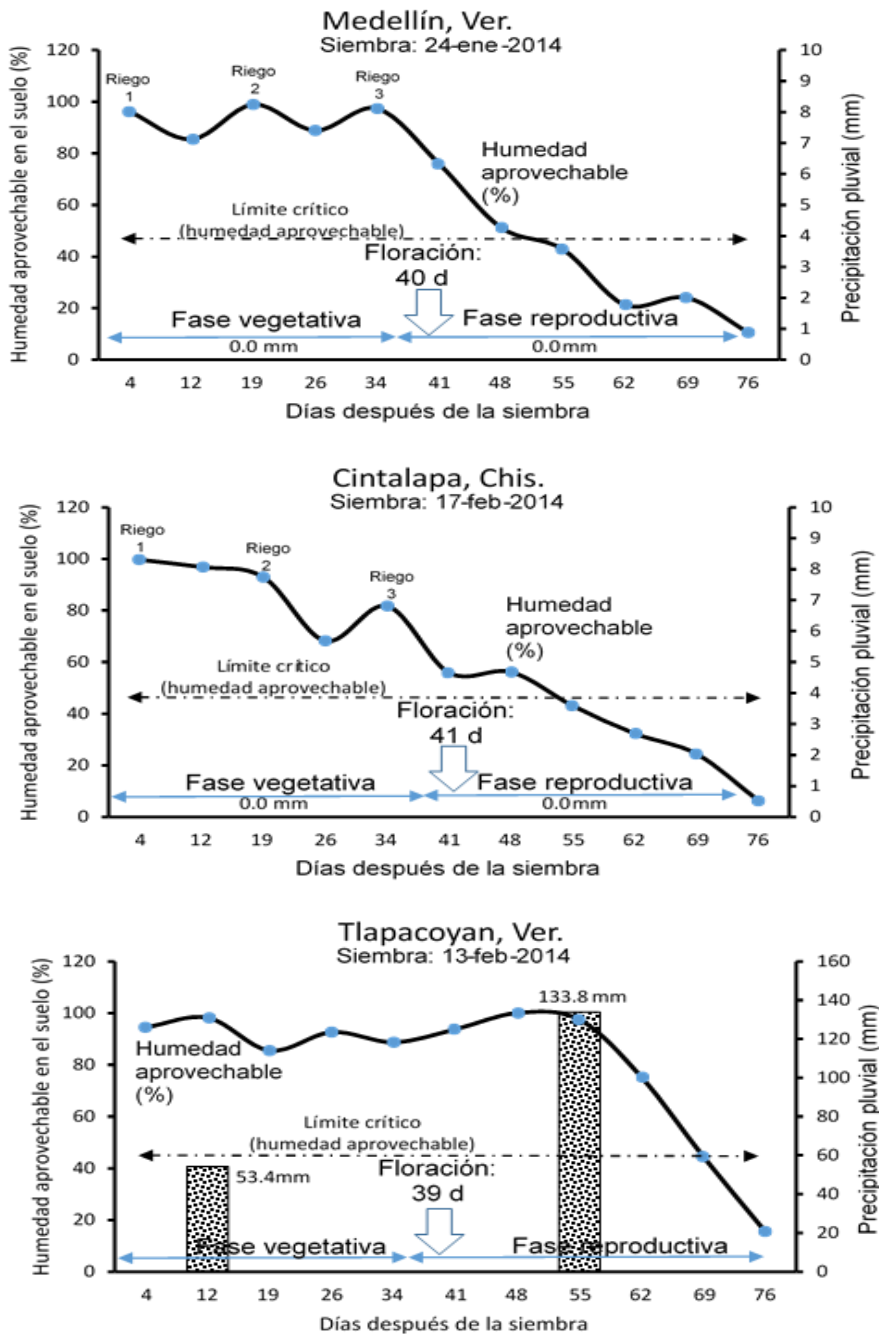 Medellín, Ver.
Siembra: 24-ene-2014
Humedad aprovechable en el suelo (%)
120
100
80
60
40
20
0
Riego
1
Riego
2
Riego
3
Humedad
aprovechable
(%)
Límite crítico
(humedad aprovechable)
Floración:
40 d
Fase vegetativa
0.0 mm
Fase reproductiva
0.0mm
10
9
8
7
6
5
4
3
2
1
0
Precipitación pluvial (mm)
4 12 19 26 34 41 48 55 62 69 76
Días después de la siembra
Cintalapa, Chis.
Siembra: 17-feb-2014
Humedad aprovechable en el suelo (%)
120
100
80
60
40
20
0
Riego
1
Riego
2
Riego
3
Humedad
aprovechable
(%)
Límite crítico
(humedad aprovechable)
Floración:
41 d
Fase vegetativa
0.0 mm
Fase reproductiva
0.0mm
10
9
8
7
6
5
4
3
2
1
0
Precipitación pluvial (mm)
4 12 19 26 34 41 48 55 62 69 76
Días después de la siembra
Tlapacoyan, Ver.
Siembra: 13-feb-2014
Humedad aprovechable en el suelo (%)
120
100
80
60
40
20
0
133.8 mm
Humedad
aprovechable
(%)
Límite crítico
(humedad aprovechable)
53.4mm
Floración:
39 d
Fase vegetativa
Fase reproductiva
160
140
120
100
80
60
40
20
0
Precipitación pluvial (mm)
4 12 19 26 34 41 48 55 62 69 76
Días después de la siembra